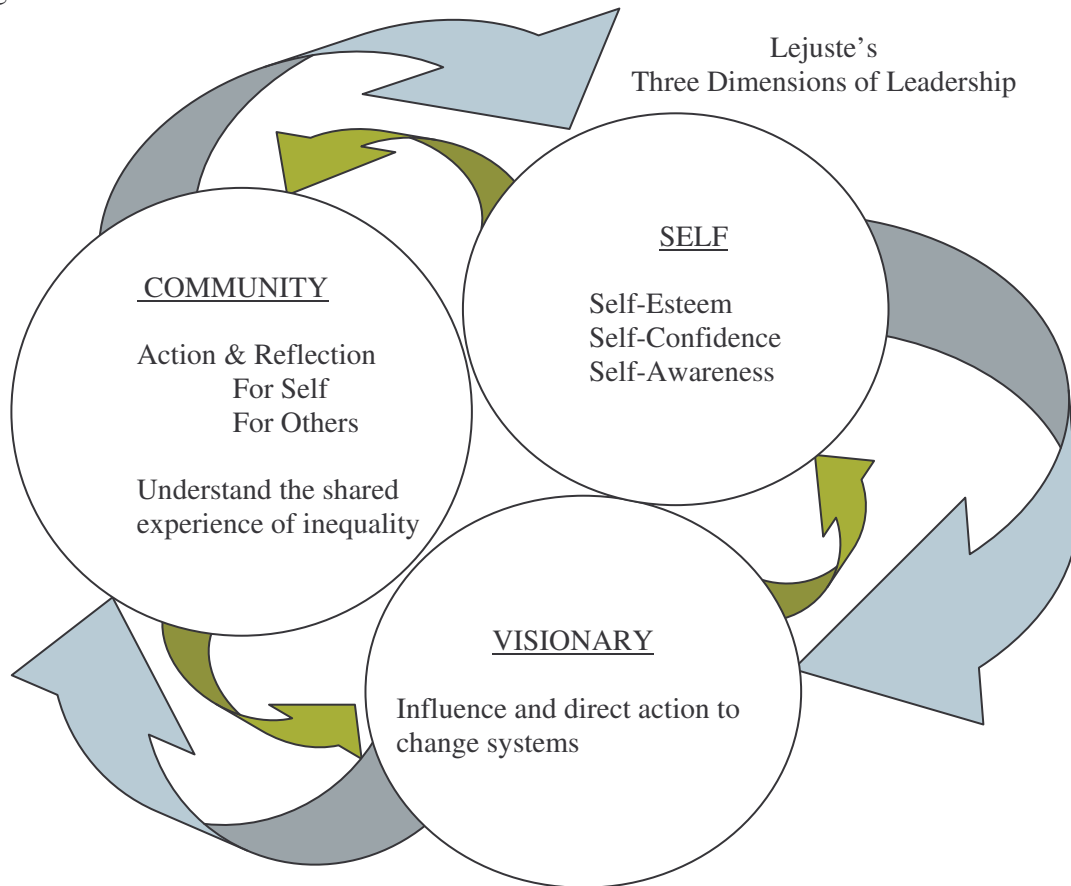 Lejuste's
Three Dimensions of Leadership
SELF
Self-Esteem
Self-Confidence
Self-Awareness
COMMUNITY
Action & Reflection
For Self
For Others
Understand the shared
experience of inequality
VISIONARY
Influence and direct action to
change systems